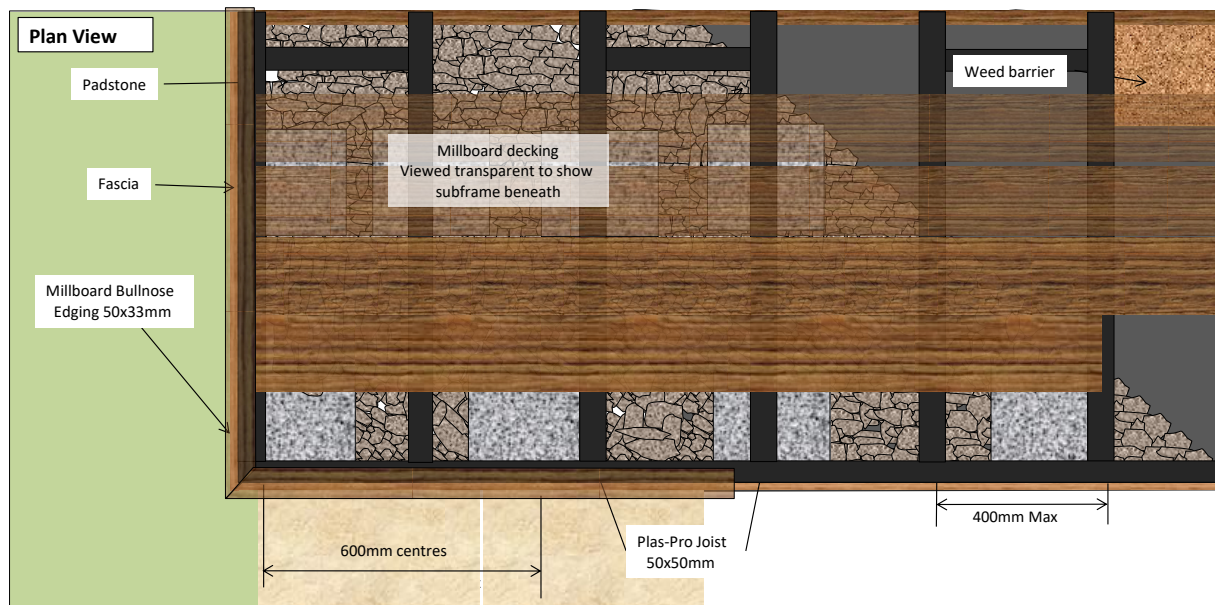 Plan View
Padstone
Weed barrier
Millboard decking
Viewed transparent to show
subframe beneath
Fascia
Millboard Bullnose
Edging 50x33mm
400mm Max
600mm centres
Plas-Pro Joist
50x50mm